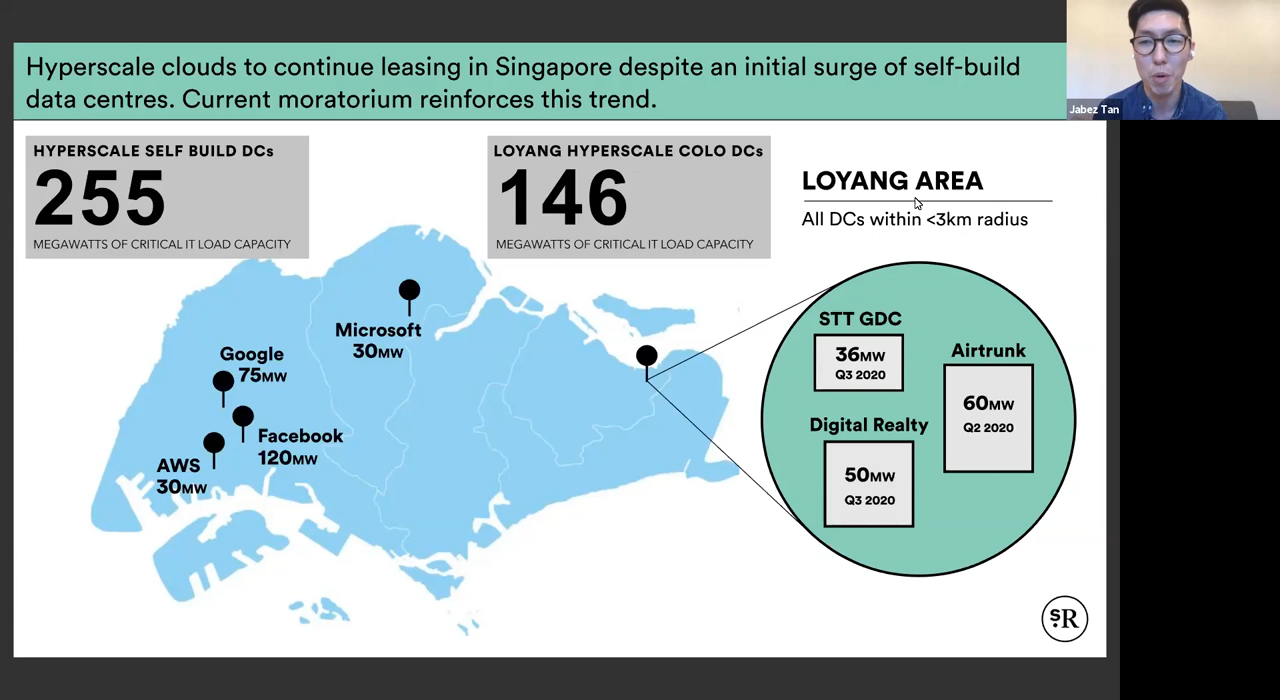 Hyperscale clouds to continue leasing in Singapore despite an initial surge of self-build
data centres. Current moratorium reinforces this trend.
Jabez Tan
HYPERSCALE SELF BUILD DCs
255
MEGAWATTS OF CRITICAL IT LOAD CAPACITY
LOYANG HYPERSCALE COLO DCs
146
MEGAWATTS OF CRITICAL IT LOAD CAPACITY
LOYANG AREA
All DCs within <3km radius
Microsoft
30MW
Google
75MW
Facebook
120MW
AWS
30MW
STT GDC
36MW
Q3 2020
Airtrunk
60MW
Q2 2020
Digital Realty
50MW
Q3 2020
SR